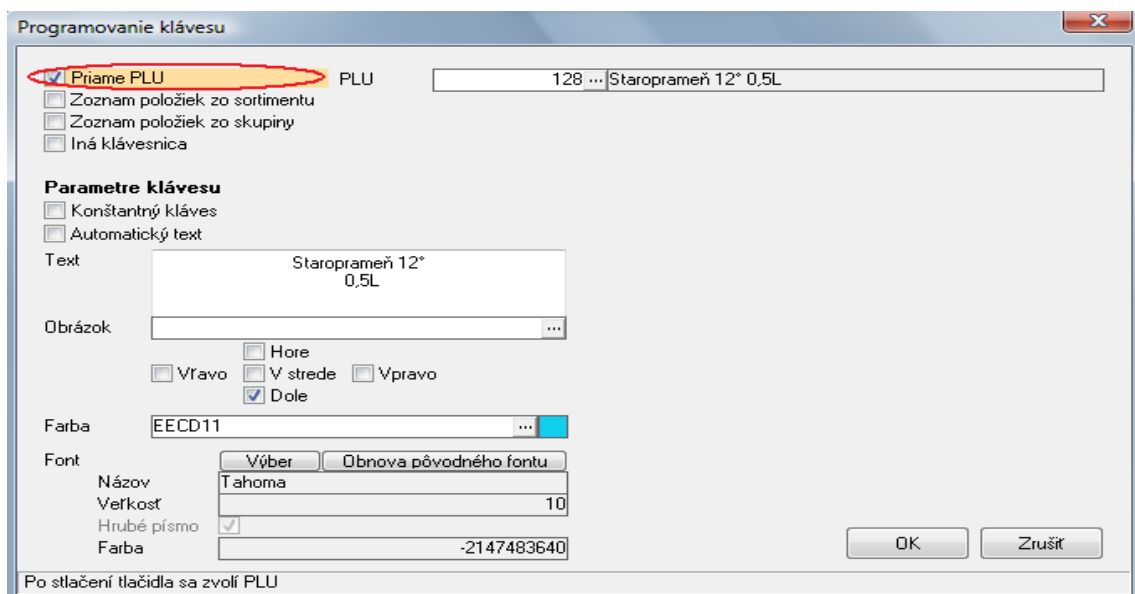 Programovanie klávesu
Priame PLU PLU 128 ... Staroprameň 12° 0,5L
Zoznam položiek zo sortimentu
Zoznam položiek zo skupiny
Iná klávesnica
Parametre klávesu
Konštantný kláves
Automatický text
Text Staroprameň 12°
0,5L
Obrázok ...
Hore
Vľavo V strede Vpravo
Dole
Farba EECD11 ...
Font Výber Obnova pôvodného fontu
Názov Tahoma
Veľkosť 10
Hrubé písmo
Farba -2147483640
OK Zrušiť
Po stlačení tlačidla sa zvolí PLU